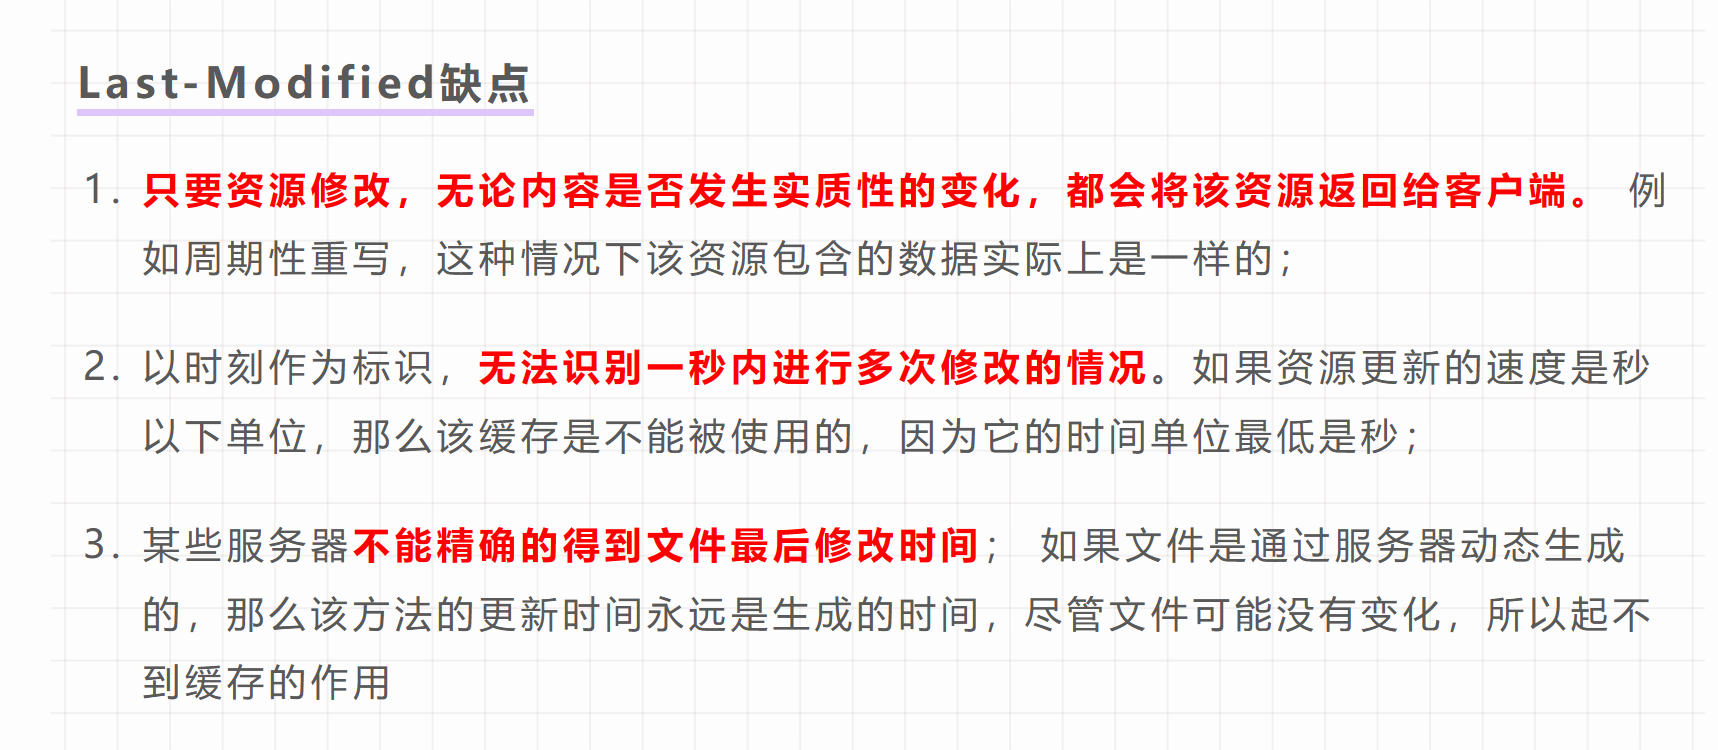 Last-Modified缺点
1. 只要资源修改，无论内容是否发生实质性的变化，都会将该资源返回给客户端。 例
如周期性重写，这种情况下该资源包含的数据实际上是一样的；
2. 以时刻作为标识，无法识别一秒内进行多次修改的情况。如果资源更新的速度是秒
以下单位，那么该缓存是不能被使用的，因为它的时间单位最低是秒；
3. 某些服务器不能精确的得到文件最后修改时间； 如果文件是通过服务器动态生成
的，那么该方法的更新时间永远是生成的时间，尽管文件可能没有变化，所以起不
到缓存的作用